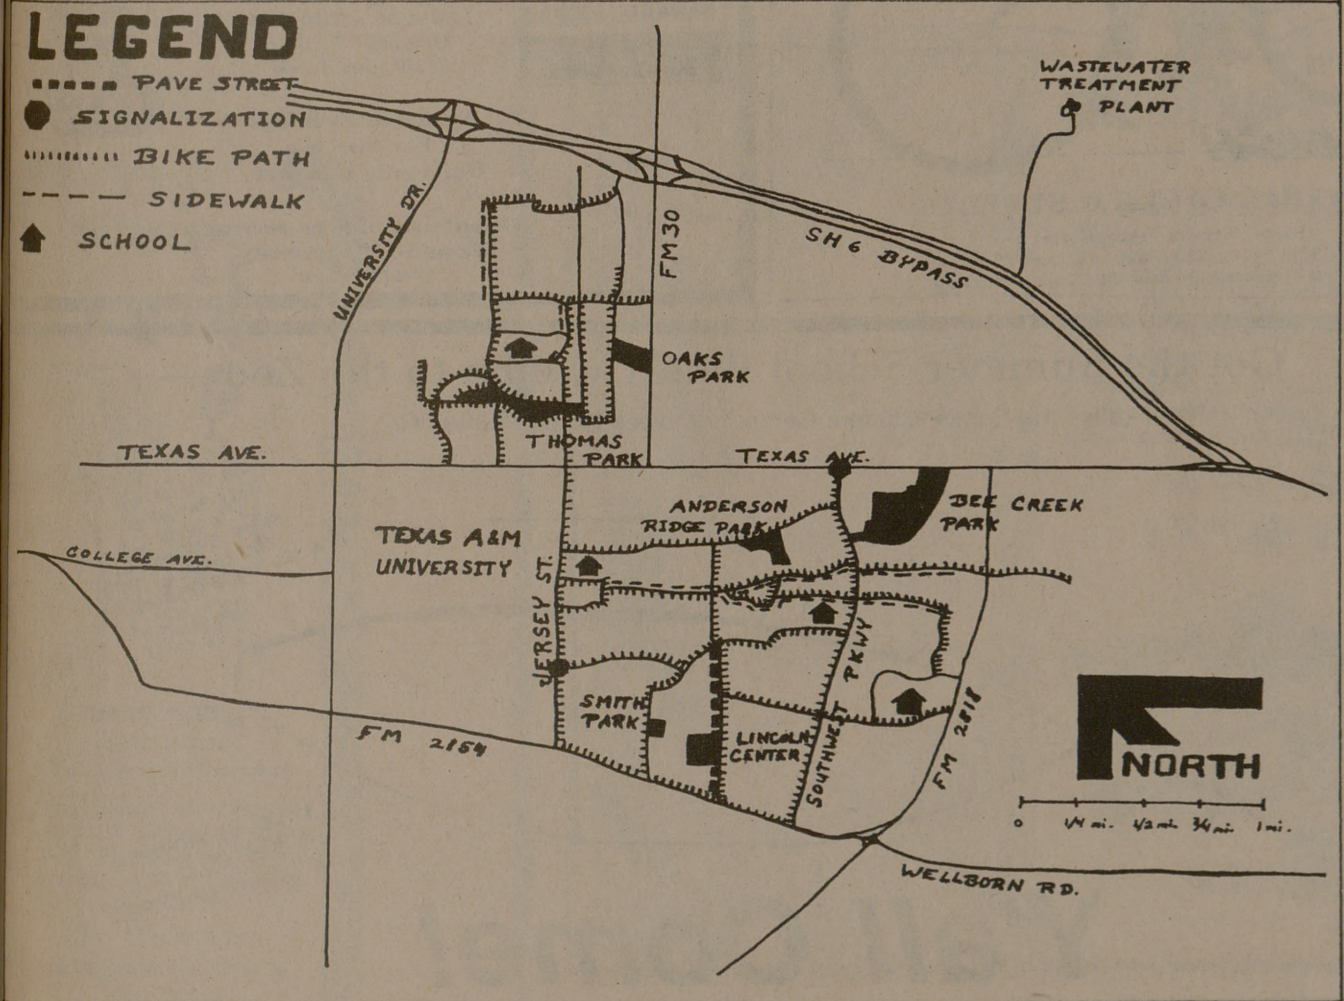 LEGEND
PAVE STREET
SIGNALIZATION
BIKE PATH
SIDEWALK
SCHOOL
WASTEWATER
TREATMENT
PLANT
UNIVERSITY DR.
FM 30
SH 6 BYPASS
OAKS
PARK
THOMAS
PARK
TEXAS AVE.
TEXAS AVE.
ANDERSON
RIDGE PARK
BEE CREEK
PARK
TEXAS A&M
UNIVERSITY
COLLEGE AVE.
JERSEY ST.
SMITH
PARK
LINCOLN
CENTER
SOUTHWEST PKWY
FM 2818
FM 2154
NORTH
0 1/4 mi. 1/2 mi. 3/4 mi. 1 mi.
WELLBORN RD.
Y'all Come!